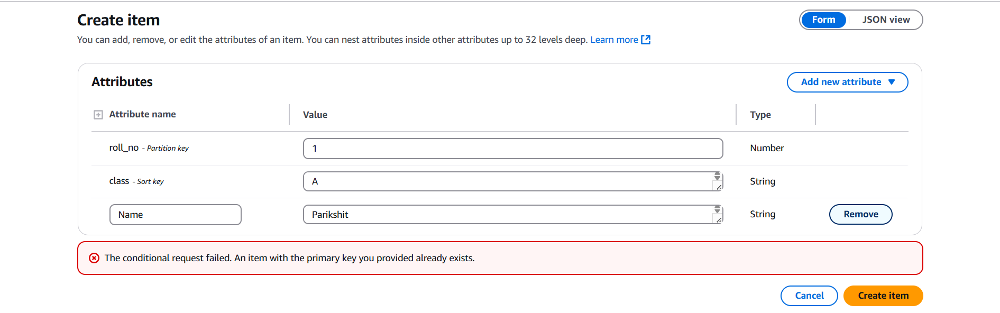 Create item
Form | JSON view
You can add, remove, or edit the attributes of an item. You can nest attributes inside other attributes up to 32 levels deep. Learn more
Attributes
Add new attribute
Attribute name Value Type
roll_no - Partition key 1 Number
class - Sort key A String
Name Parikshit String Remove
The conditional request failed. An item with the primary key you provided already exists.
Cancel Create item